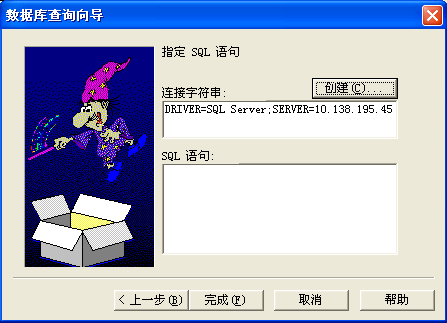 数据库查询向导
指定 SQL 语句
连接字符串:
创建(C)...
DRIVER=SQL Server;SERVER=10.138.195.45
SQL 语句:
< 上一步(B)
完成(F)
取消
帮助